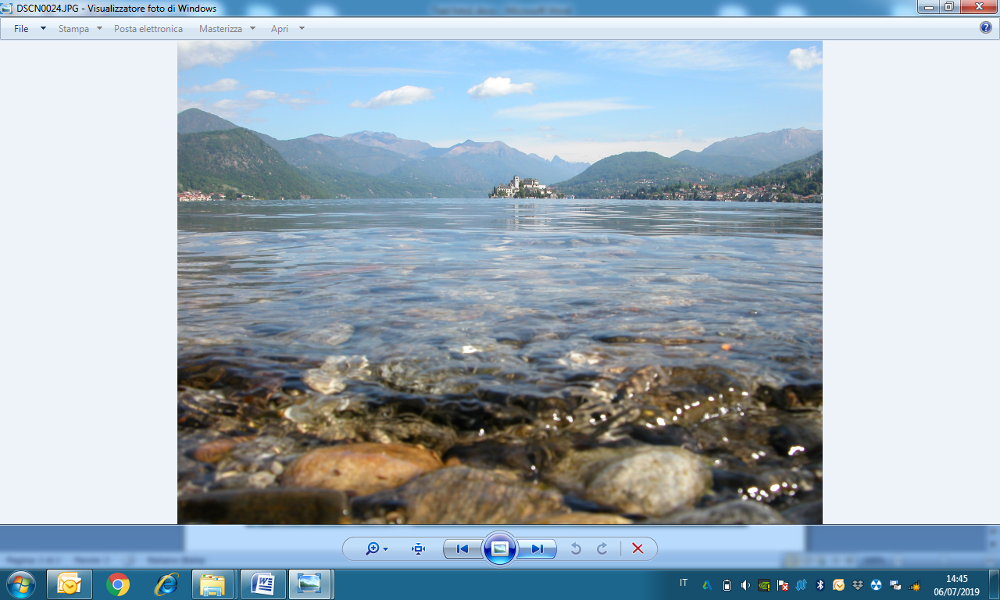 DSCN0024.JPG - Visualizzatore foto di Windows
File Stampa Posta elettronica Masterizza Apri
IT
14:45
06/07/2019